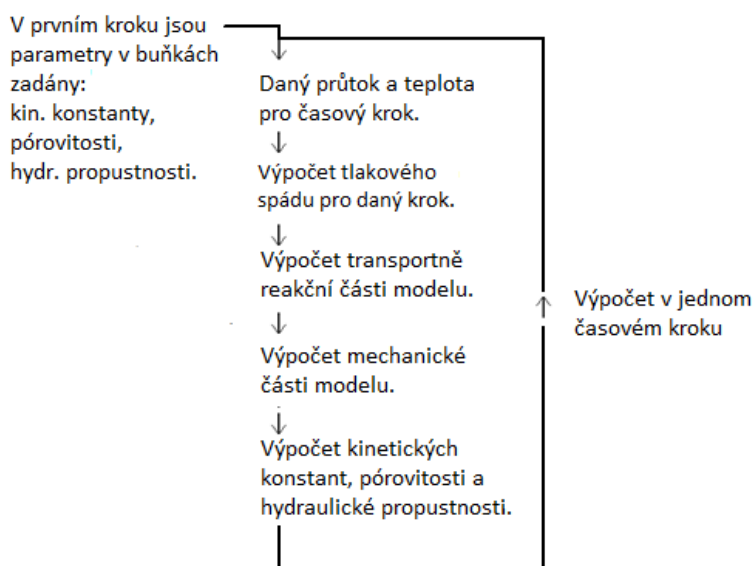 V prvním kroku jsou
parametry v buňkách
zadány:
kin. konstanty,
pórovitosti,
hydr. propustnosti.
Daný průtok a teplota
pro časový krok.
Výpočet tlakového
spádu pro daný krok.
Výpočet transportně
reakční části modelu.
Výpočet mechanické
části modelu.
Výpočet kinetických
konstant, pórovitosti a
hydraulické propustnosti.
Výpočet v jednom
časovém kroku